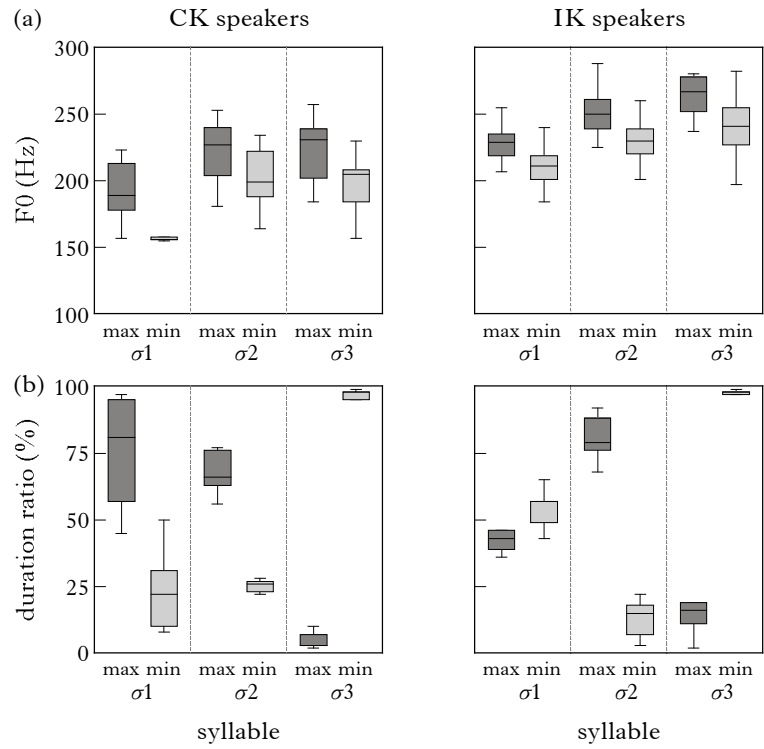 (a) CK speakers IK speakers
F0 (Hz)
300
250
200
150
100
max min max min max min max min max min max min
σ1 σ2 σ3 σ1 σ2 σ3
(b)
duration ratio (%)
100
75
50
25
0
max min max min max min max min max min max min
σ1 σ2 σ3 σ1 σ2 σ3
syllable syllable